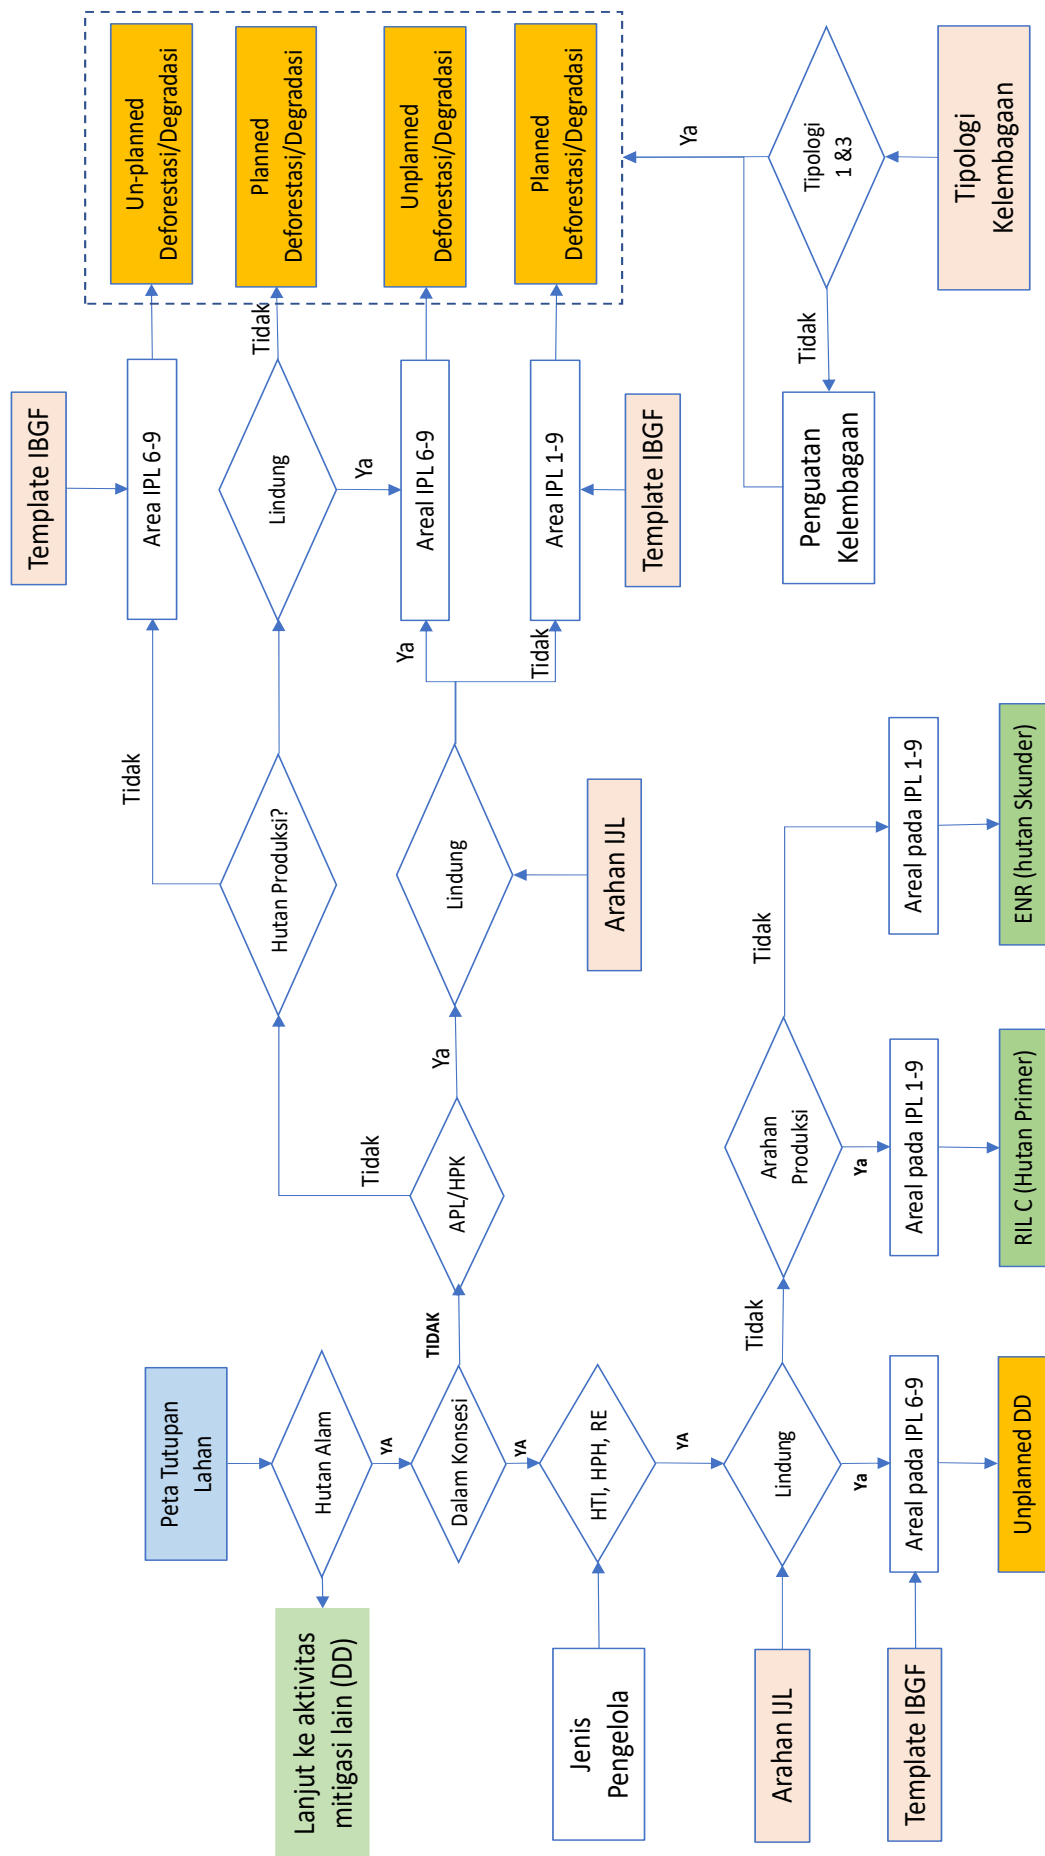 Lanjut ke aktivitas
mitigasi lain (DD)
Peta Tutupan
Lahan
Hutan Alam
YA
Dalam Konsesi
TIDAK
YA
Jenis
Pengelola
HTI, HPH, RE
YA
Arahan IJL
Lindung
Tidak
Ya
Template IBGF
Areal pada IPL 6-9
Unplanned DD
APL/HPK
Tidak
Ya
Arahan
Produksi
Ya
Tidak
Areal pada IPL 1-9
RIL C (Hutan Primer)
Areal pada IPL 1-9
ENR (hutan Skunder)
Hutan Produksi?
Tidak
Lindung
Arahan IJL
Ya
Tidak
Template IBGF
Area IPL 6-9
Un-planned
Deforestasi/Degradasi
Lindung
Tidak
Planned
Deforestasi/Degradasi
Ya
Areal IPL 6-9
Unplanned
Deforestasi/Degradasi
Area IPL 1-9
Planned
Deforestasi/Degradasi
Template IBGF
Penguatan
Kelembagaan
Tidak
Ya
Tipologi
1 &3
Tipologi
Kelembagaan